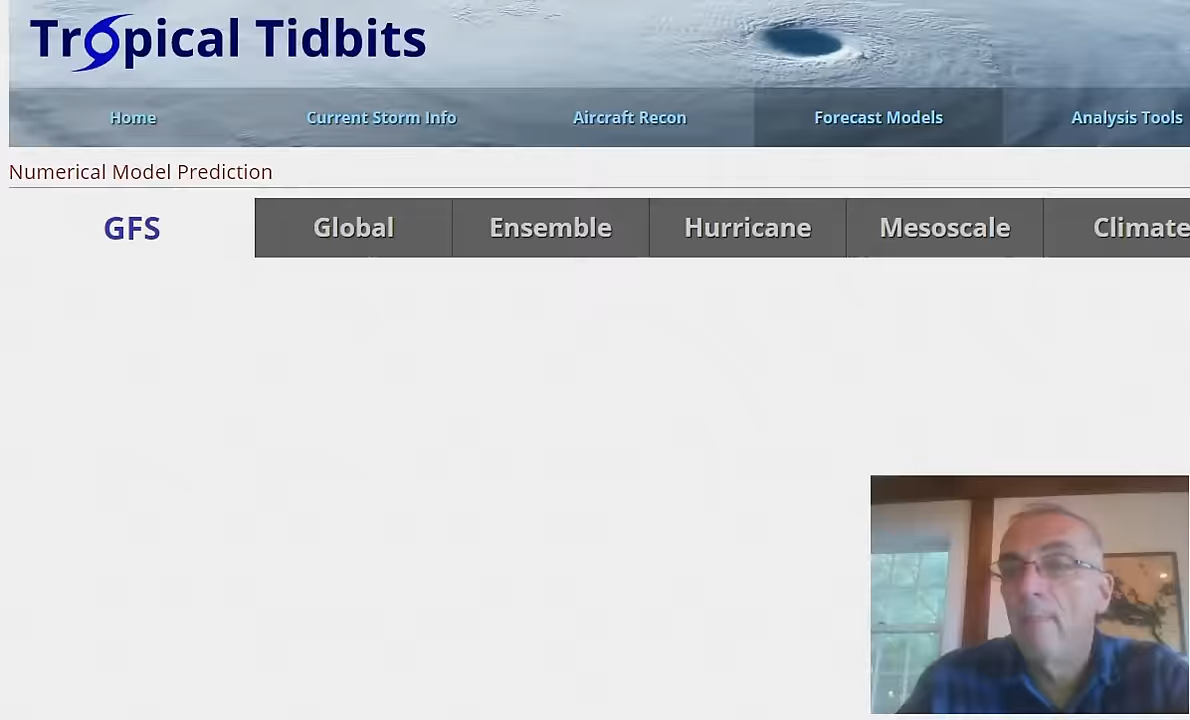 Tropical Tidbits
Home Current Storm Info Aircraft Recon Forecast Models Analysis Tools
Numerical Model Prediction
GFS Global Ensemble Hurricane Mesoscale Climate